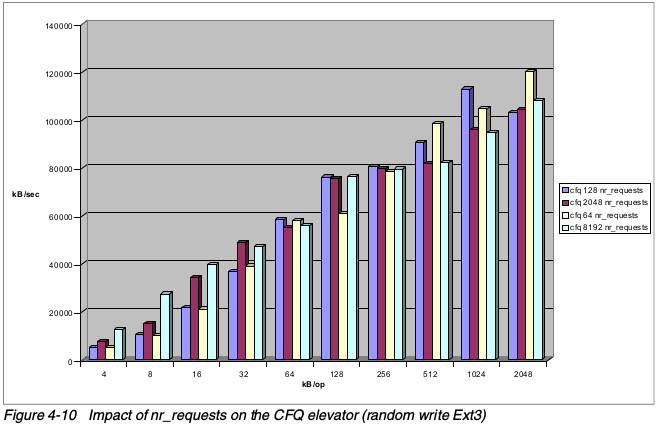 140000
120000
100000
80000
60000
40000
20000
0
kB/sec
4 8 16 32 64 128 256 512 1024 2048
kB/op
cfq 128 nr_requests
cfq 2048 nr_requests
cfq 64 nr_requests
cfq 8192 nr_requests
Figure 4-10 Impact of nr_requests on the CFQ elevator (random write Ext3)